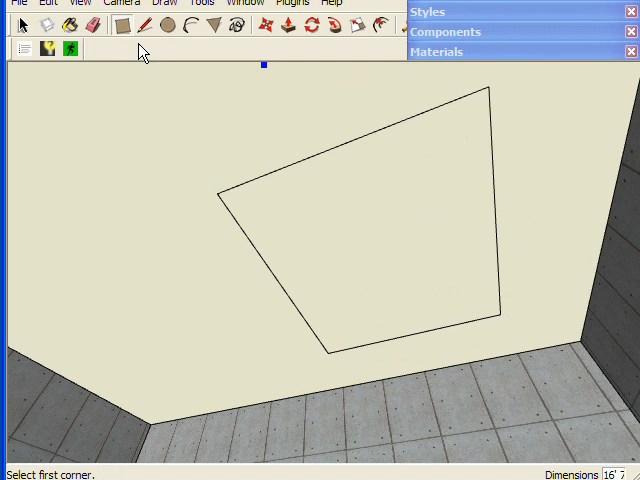 File Edit View Camera Draw Tools Window Plugins Help
Styles
Components
Materials
Select first corner.
Dimensions 16' 7